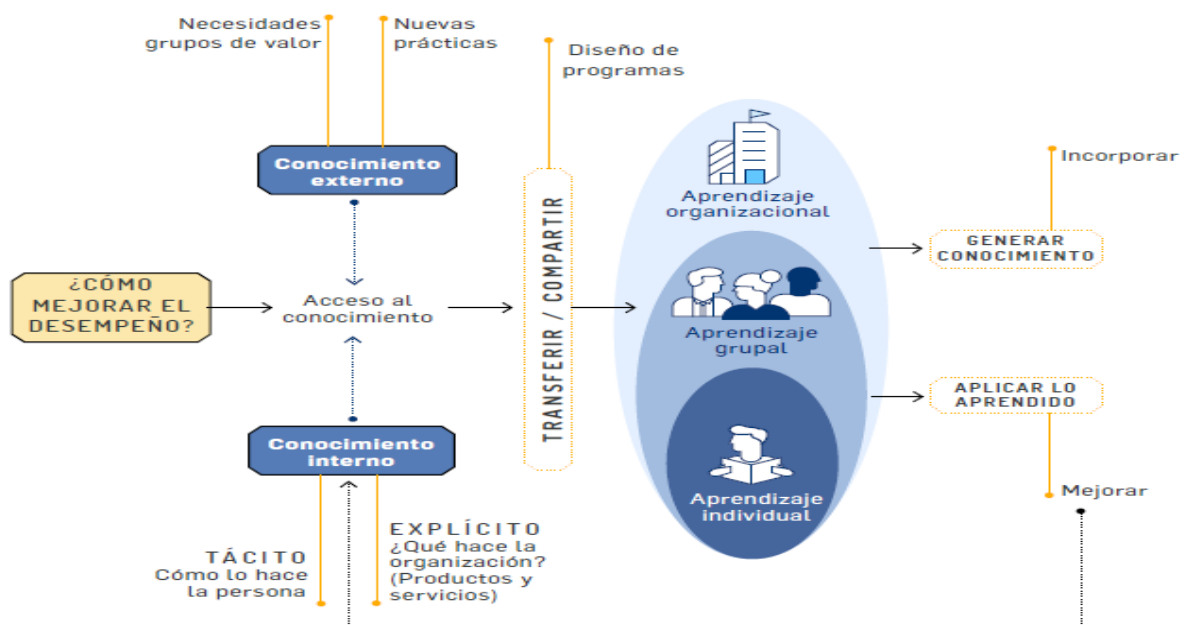 Necesidades
grupos de valor
Nuevas
prácticas
Diseño de
programas
Conocimiento
externo
¿CÓMO
MEJORAR EL
DESEMPEÑO?
Acceso al
conocimiento
Conocimiento
interno
TÁCITO
Cómo lo hace
la persona
EXPLÍCITO
¿Qué hace la
organización?
(Productos y
servicios)
TRANSFERIR / COMPARTIR
Aprendizaje
organizacional
Aprendizaje
grupal
Aprendizaje
individual
Incorporar
GENERAR
CONOCIMIENTO
APLICAR LO
APRENDIDO
Mejorar